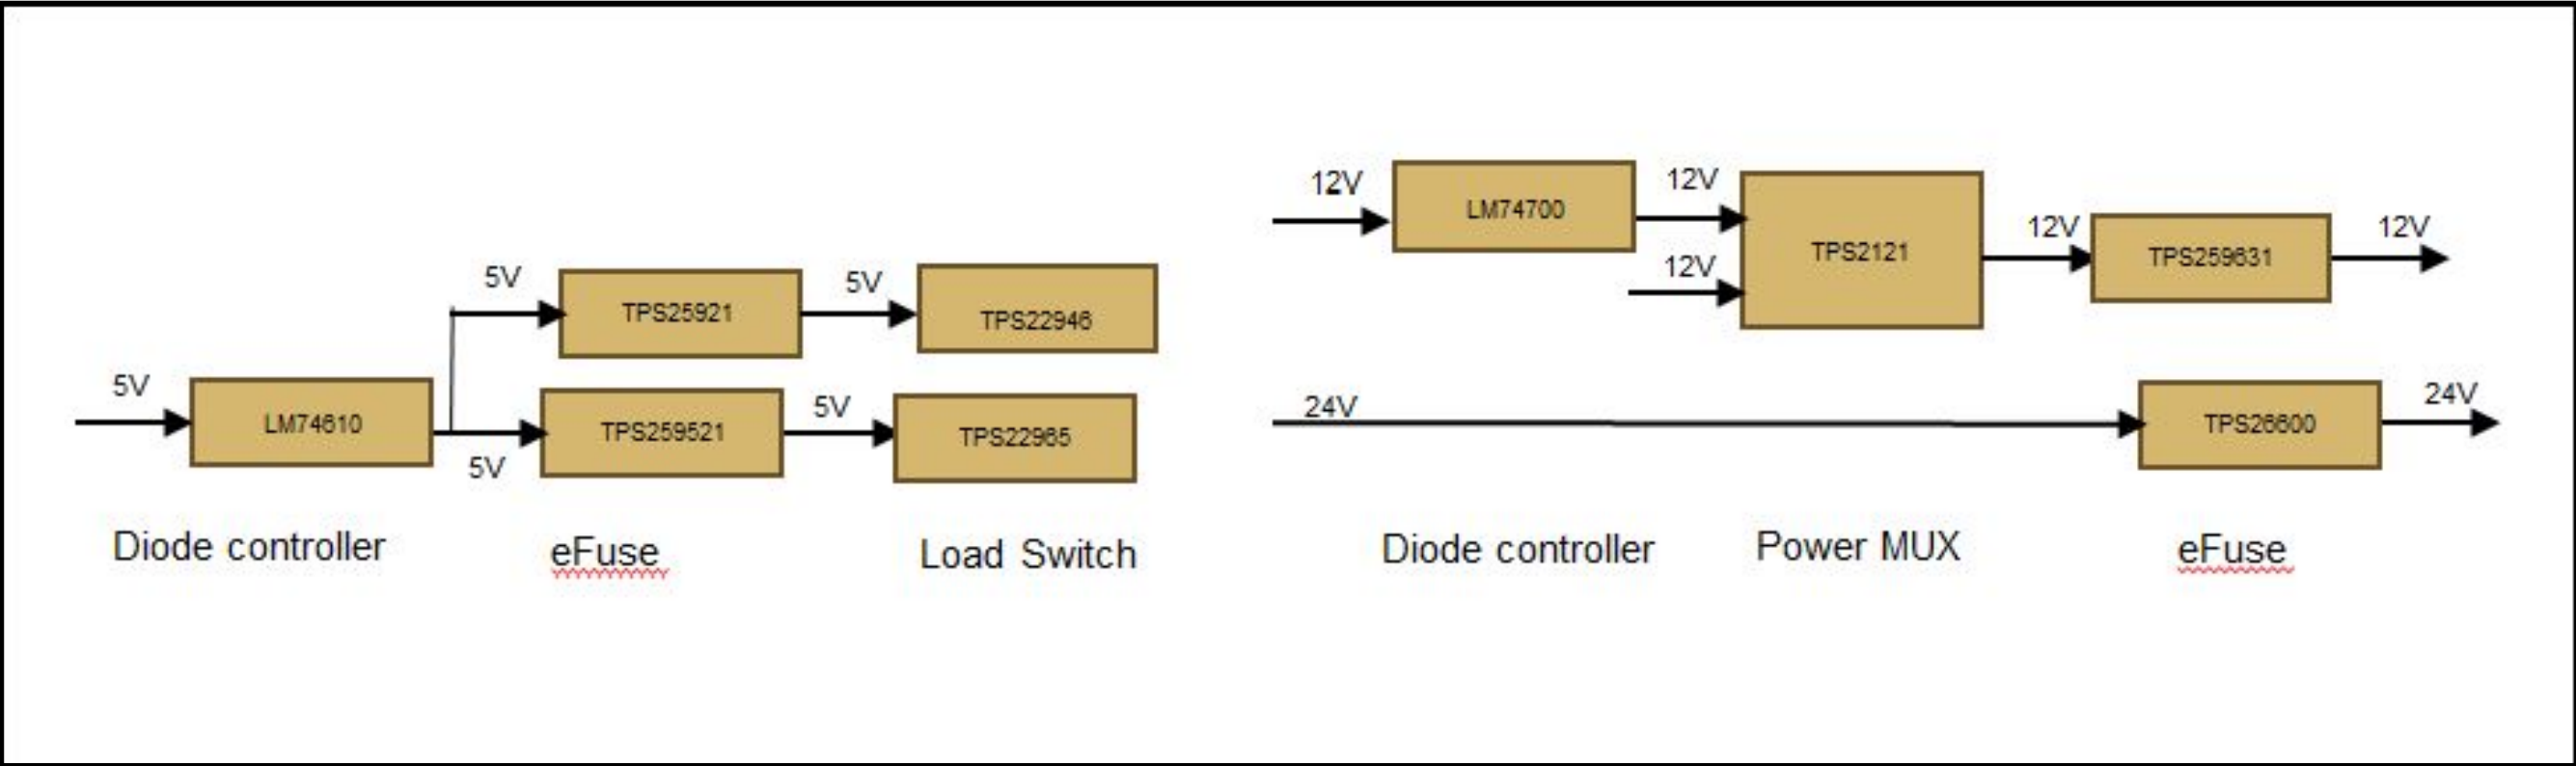 5V
LM74610
5V
TPS25921
5V
TPS22946
5V
TPS259521
5V
TPS22965
Diode controller
eFuse
Load Switch
12V
LM74700
12V
12V
TPS2121
12V
TPS259631
12V
24V
TPS26600
24V
Diode controller
Power MUX
eFuse